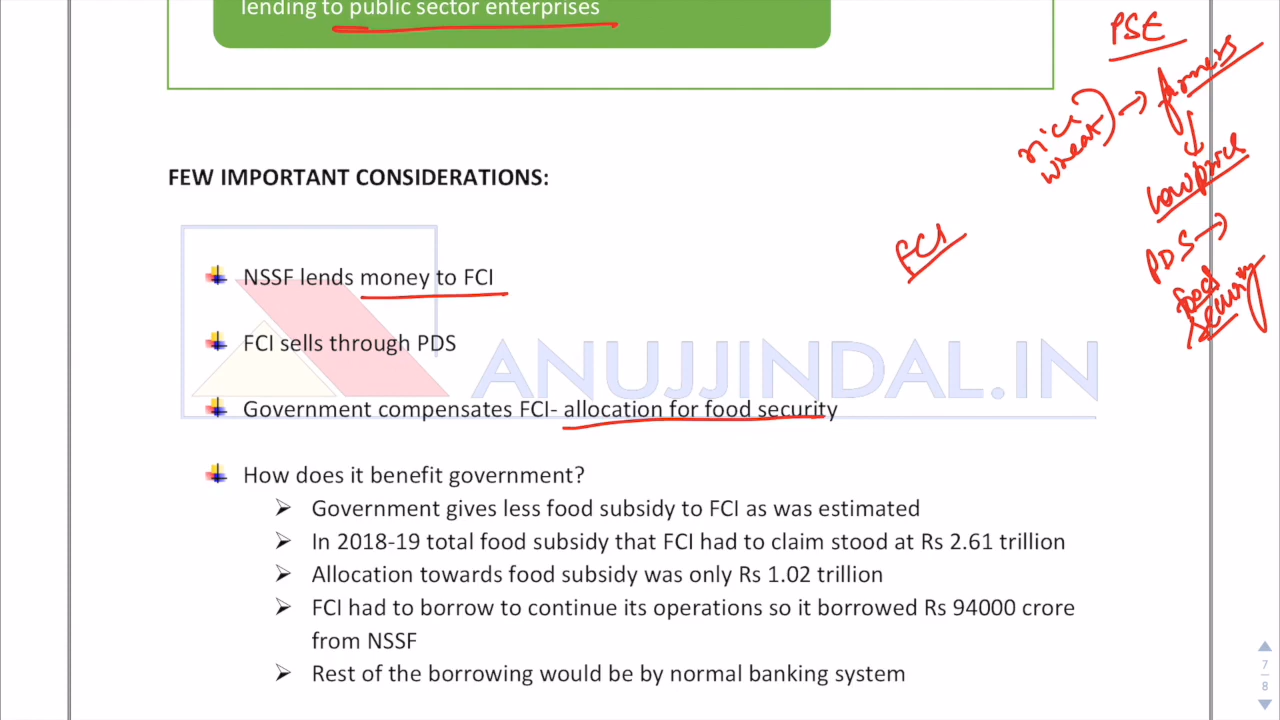 lending to public sector enterprises
PSE
rice
wheat
→ farmers
low price
PDS →
food
security
FCI
FEW IMPORTANT CONSIDERATIONS:
NSSF lends money to FCI
FCI sells through PDS
ANUJJINDAL.IN
Government compensates FCI- allocation for food security
How does it benefit government?
Government gives less food subsidy to FCI as was estimated
In 2018-19 total food subsidy that FCI had to claim stood at Rs 2.61 trillion
Allocation towards food subsidy was only Rs 1.02 trillion
FCI had to borrow to continue its operations so it borrowed Rs 94000 crore
from NSSF
Rest of the borrowing would be by normal banking system
7
8